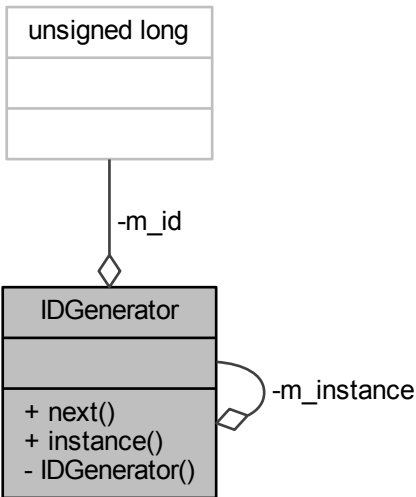 unsigned long
-m_id
IDGenerator
-m_instance
+ next()
+ instance()
- IDGenerator()